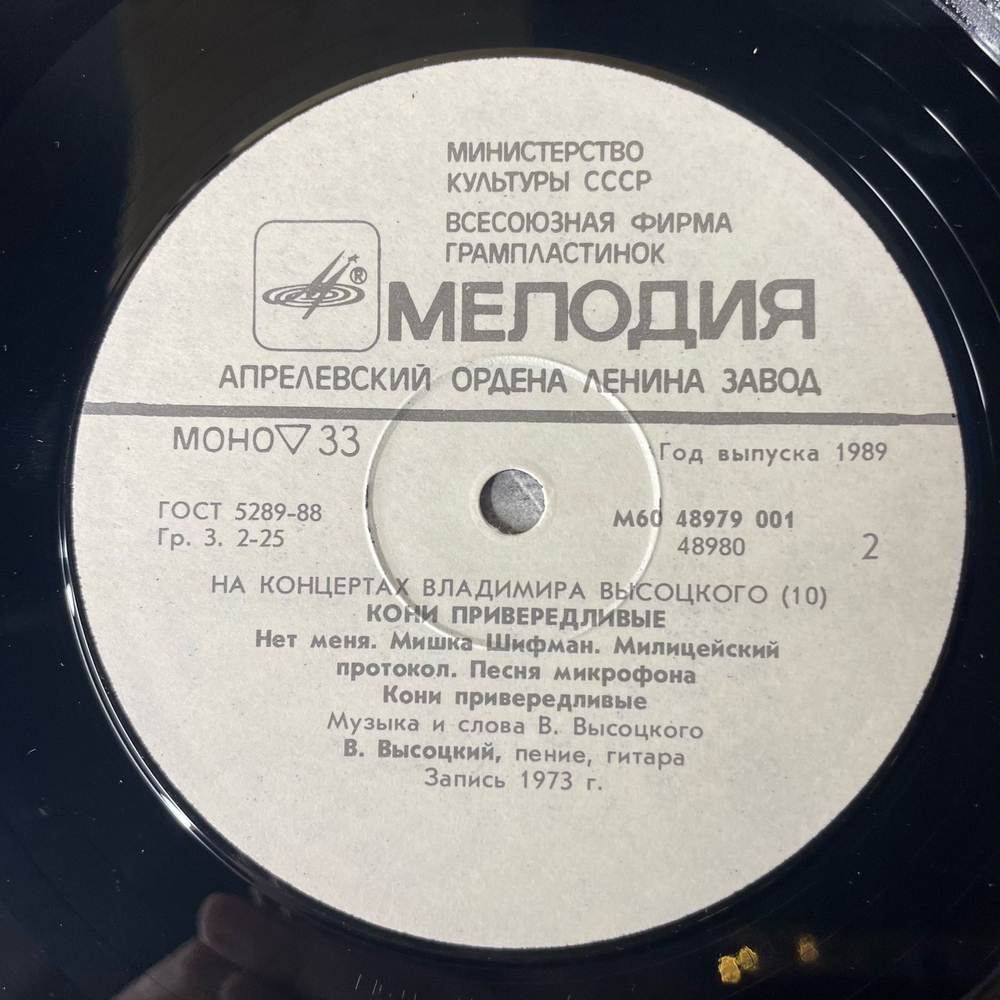 МИНИСТЕРСТВО
КУЛЬТУРЫ СССР
ВСЕСОЮЗНАЯ ФИРМА
ГРАМПЛАСТИНОК
®
МЕЛОДИЯ
АПРЕЛЕВСКИЙ ОРДЕНА ЛЕНИНА ЗАВОД
МОНО▽33
Год выпуска 1989
ГОСТ 5289-88
Гр. 3. 2-25
М60 48979 001
48980
2
НА КОНЦЕРТАХ ВЛАДИМИРА ВЫСОЦКОГО (10)
КОНИ ПРИВЕРЕДЛИВЫЕ
Нет меня. Мишка Шифман. Милицейский
протокол. Песня микрофона
Кони привередливые
Музыка и слова В. Высоцкого
В. Высоцкий, пение, гитара
Запись 1973 г.